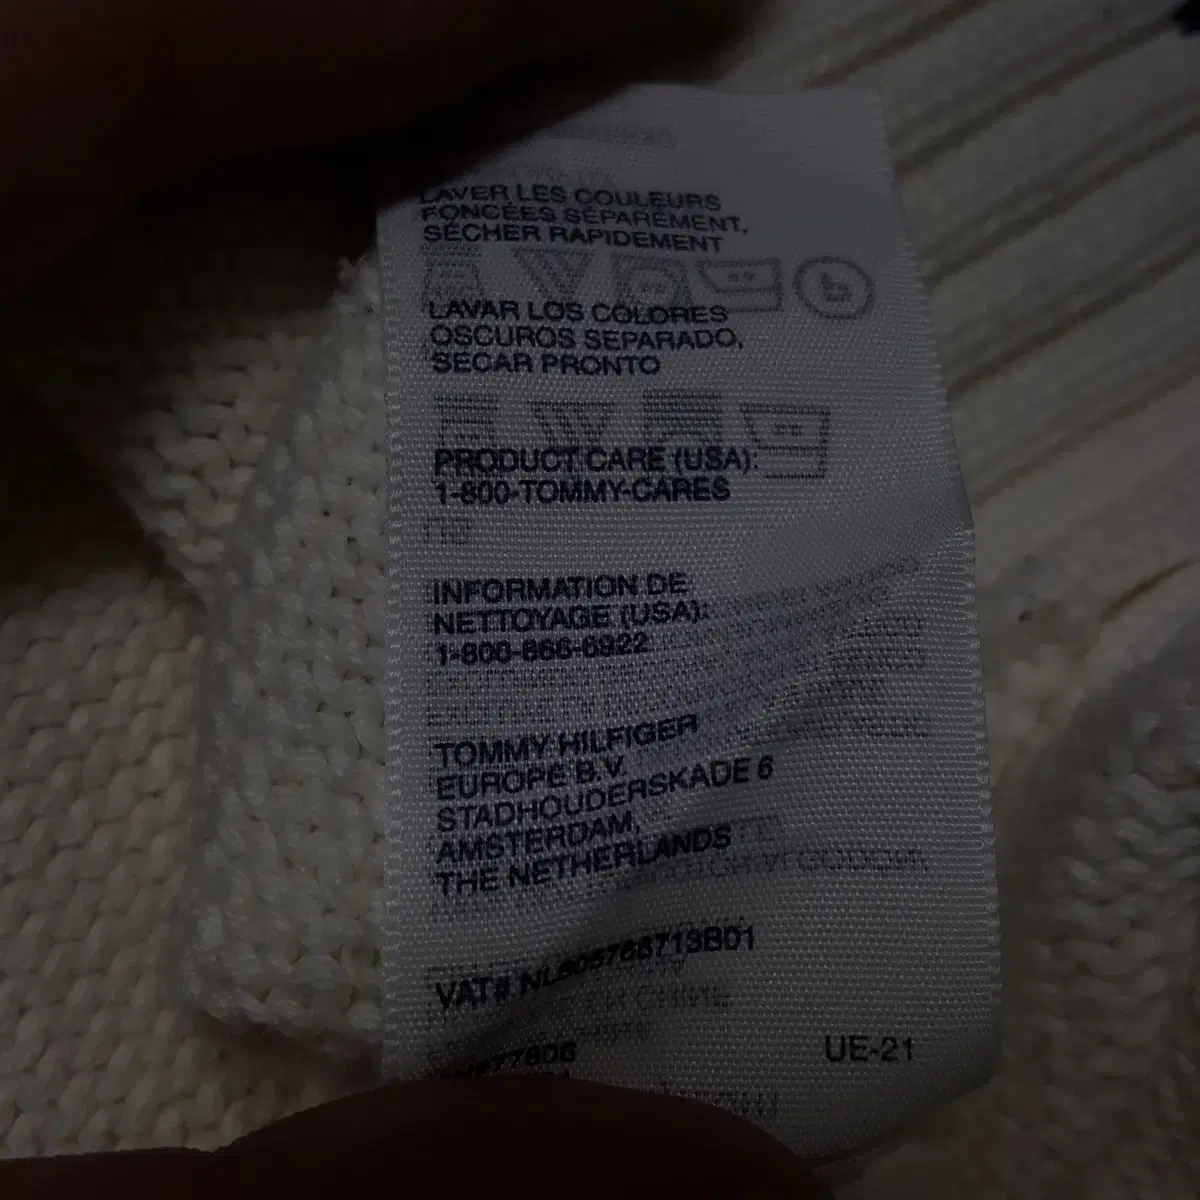 LAVER LES COULEURS
FONCÉES SÉPARÉMENT,
SÉCHER RAPIDEMENT
LAVAR LOS COLORES
OSCUROS SEPARADO,
SECAR PRONTO
PRODUCT CARE (USA):
1-800-TOMMY-CARES
INFORMATION DE
NETTOYAGE (USA):
1-800-866-6922
TOMMY HILFIGER
EUROPE B.V.
STADHOUDERSKADE 6
AMSTERDAM,
THE NETHERLANDS
VAT# NL805768713B01
UE-21